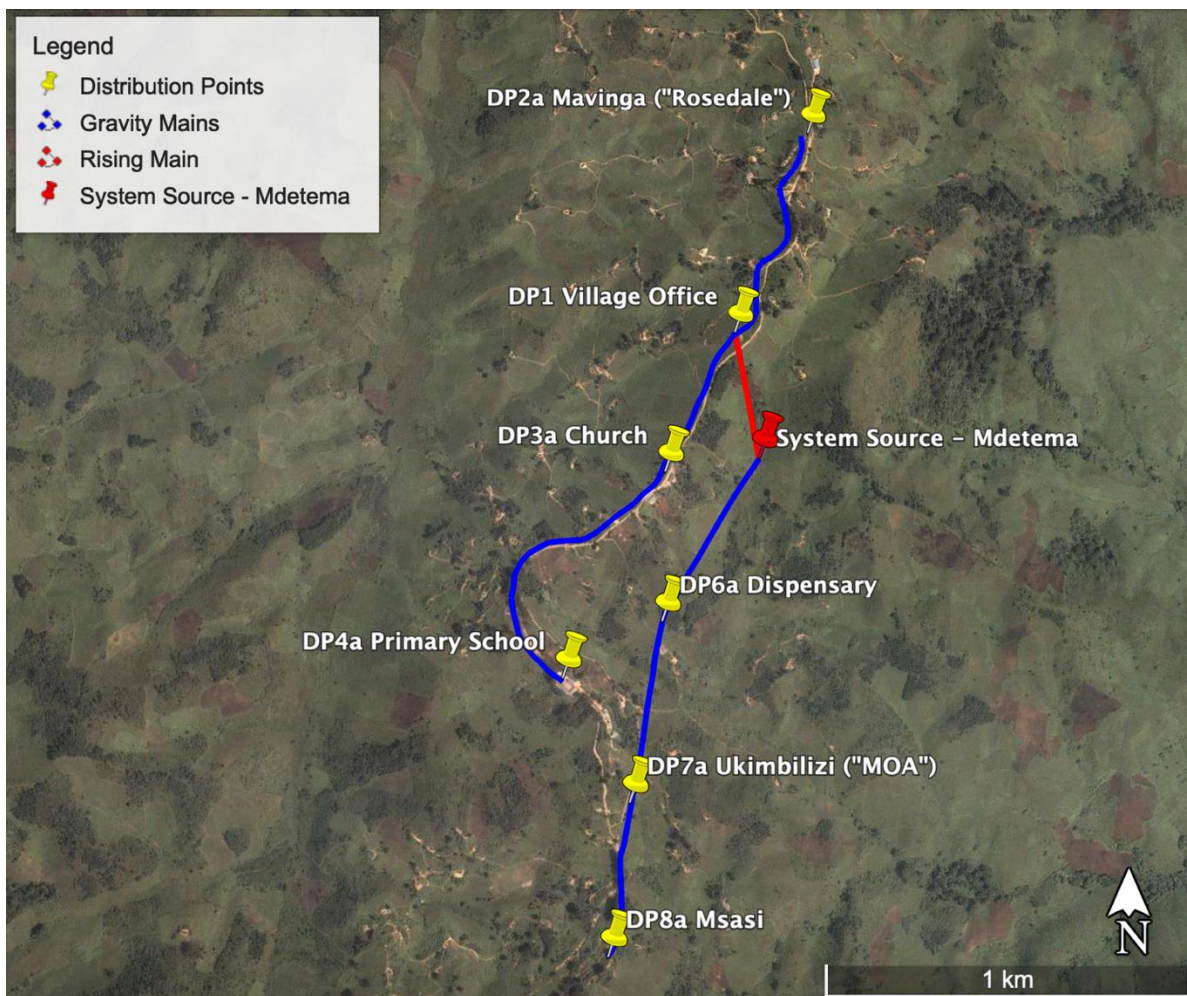 Legend
Distribution Points
Gravity Mains
Rising Main
System Source - Mdetema
DP2a Mavinga ("Rosedale")
DP1 Village Office
DP3a Church
System Source – Mdetema
DP6a Dispensary
DP4a Primary School
DP7a Ukimbilizi ("MOA")
DP8a Msasi
N
1 km